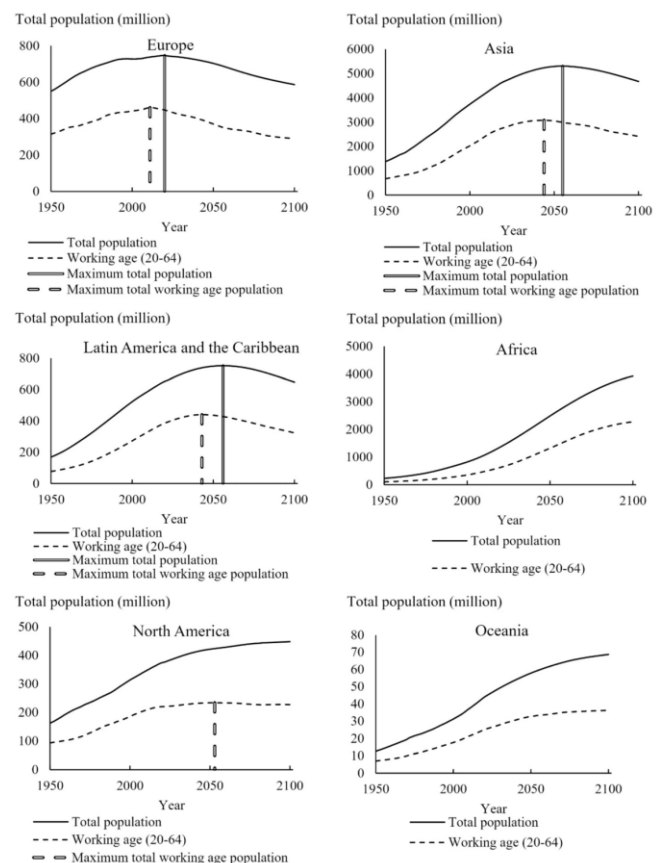 Total population (million)
Europe
800
600
400
200
0
1950 2000 2050 2100
Year
Total population
Working age (20-64)
Maximum total population
Maximum total working age population
Total population (million)
Asia
6000
5000
4000
3000
2000
1000
0
1950 2000 2050 2100
Year
Total population
Working age (20-64)
Maximum total population
Maximum total working age population
Total population (million)
Latin America and the Caribbean
800
600
400
200
0
1950 2000 2050 2100
Year
Total population
Working age (20-64)
Maximum total population
Maximum total working age population
Total population (million)
Africa
5000
4000
3000
2000
1000
0
1950 2000 2050 2100
Year
Total population
Working age (20-64)
Total population (million)
North America
500
400
300
200
100
0
1950 2000 2050 2100
Year
Total population
Working age (20-64)
Maximum total working age population
Total population (million)
Oceania
80
70
60
50
40
30
20
10
0
1950 2000 2050 2100
Year
Total population
Working age (20-64)